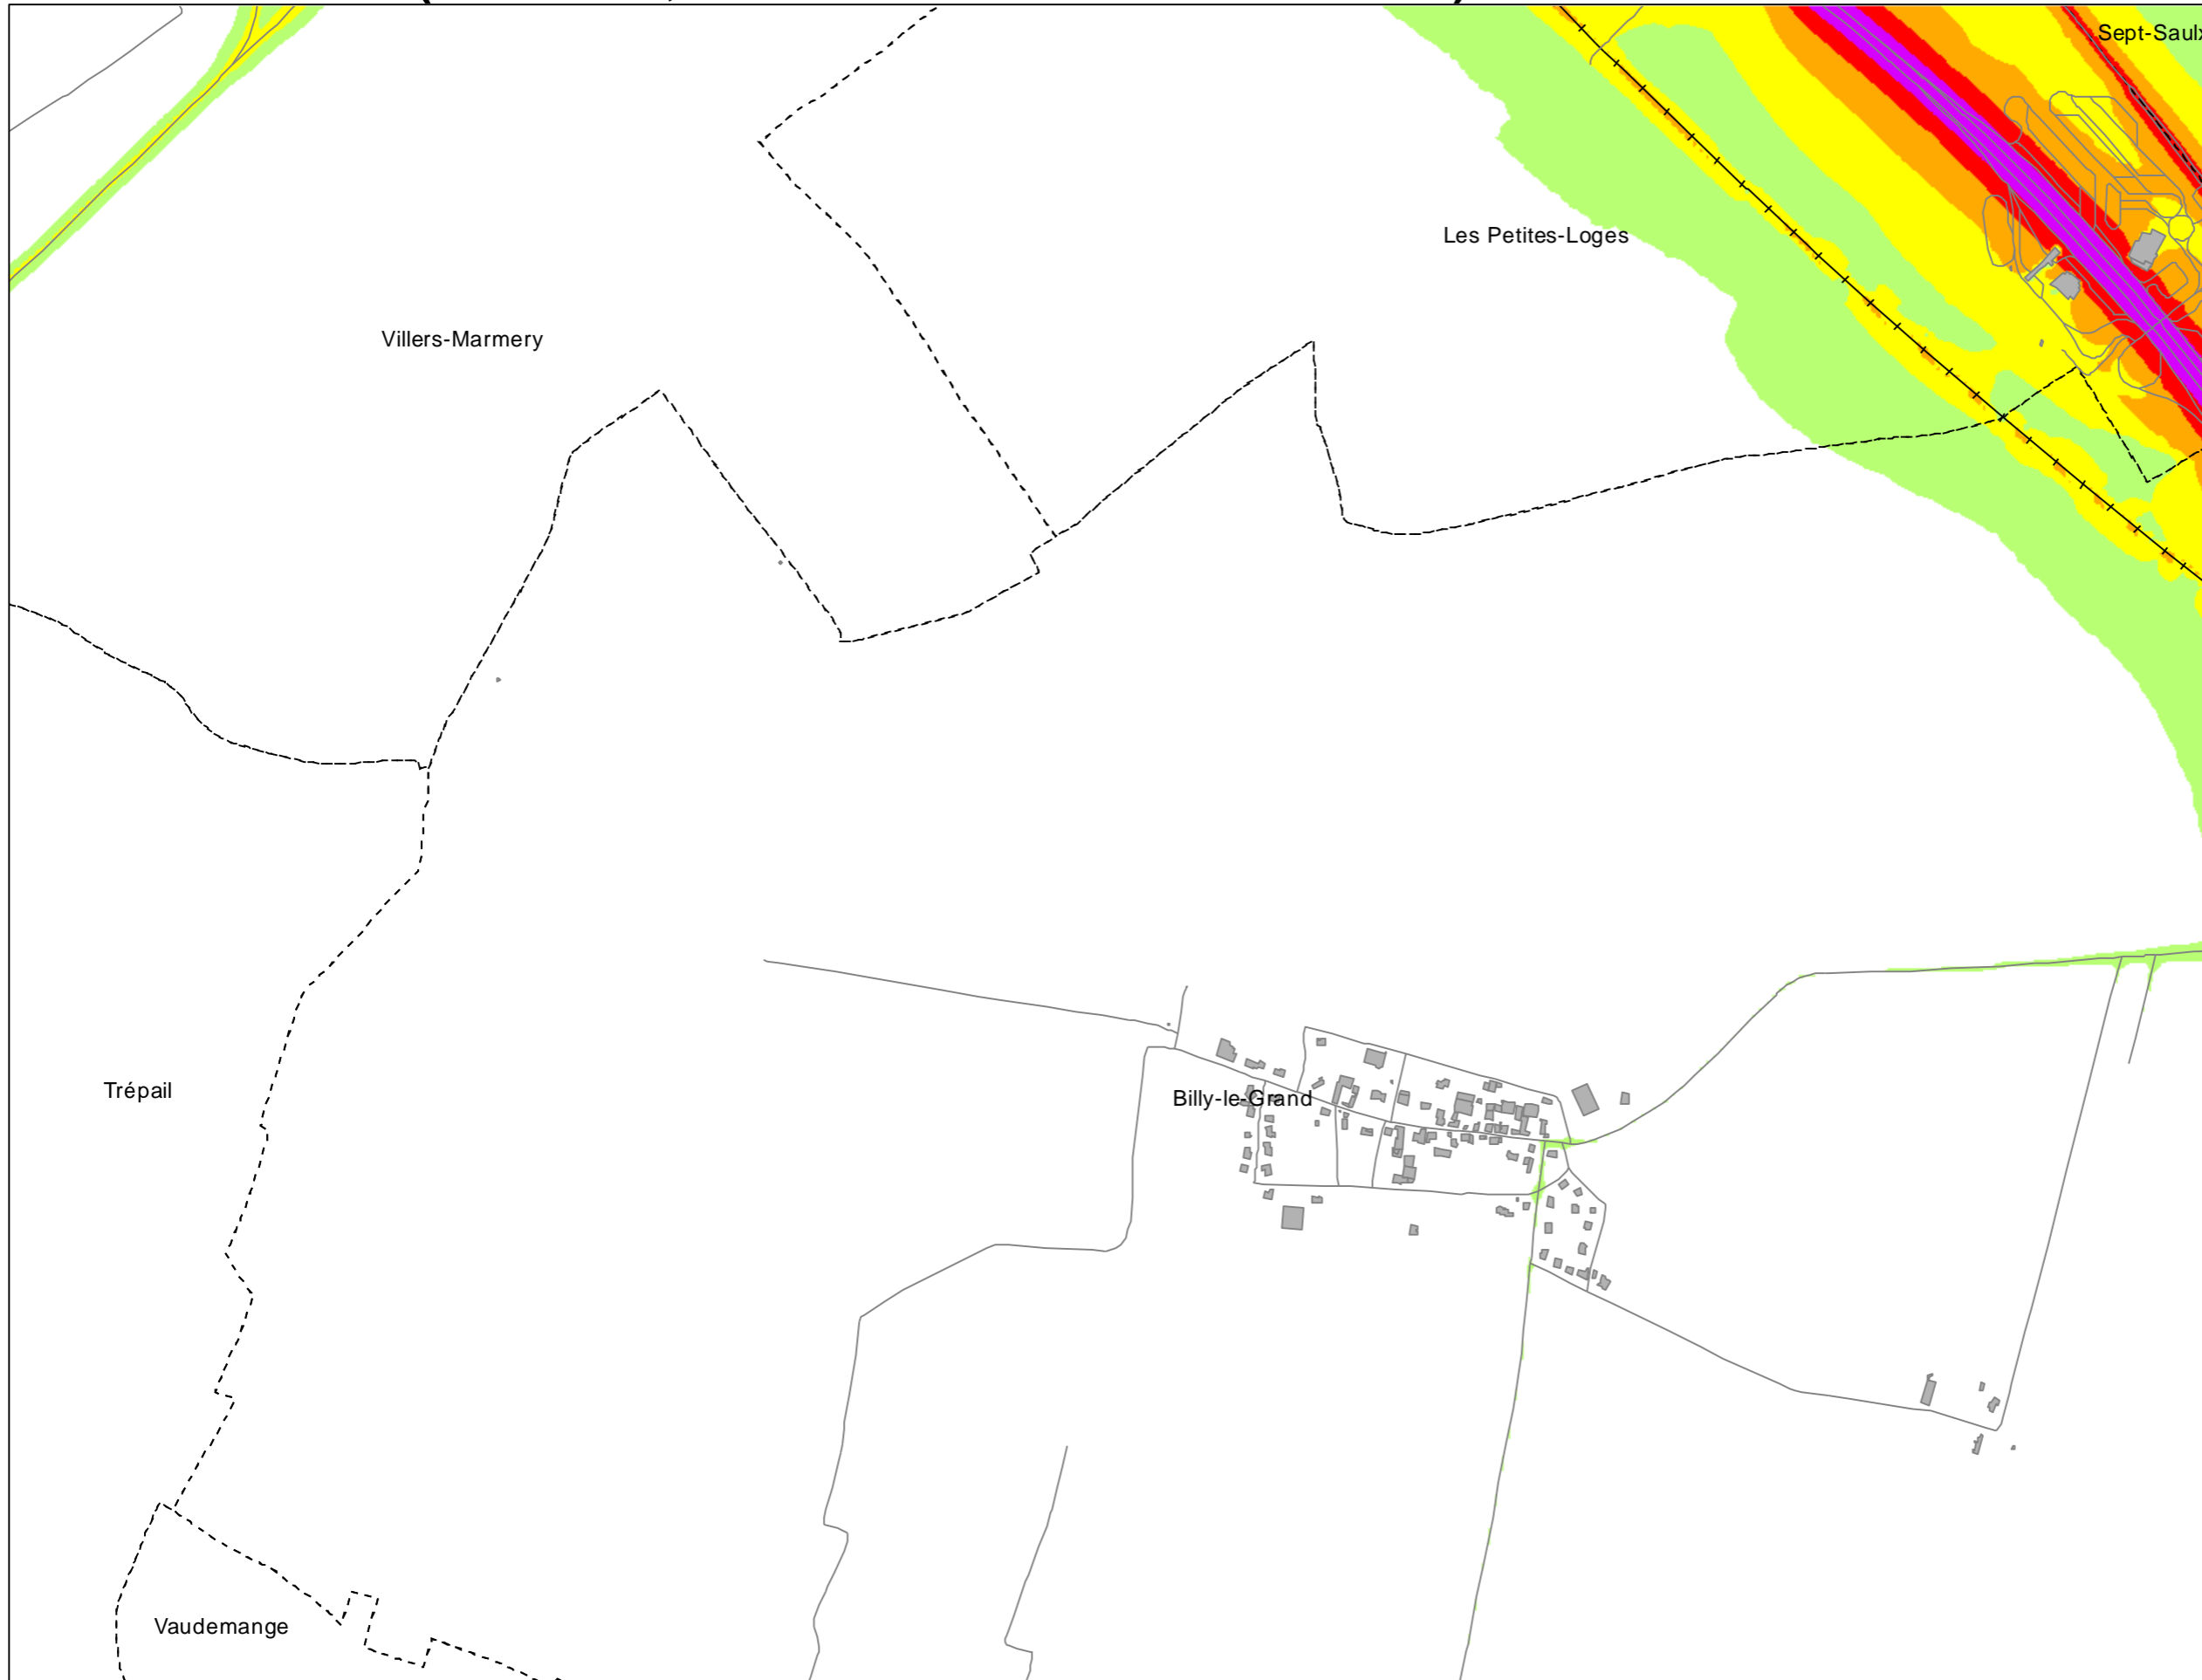 Sept-Saulx
Les Petites-Loges
Villers-Marmery
Trépail
Billy-le-Grand
Vaudemange